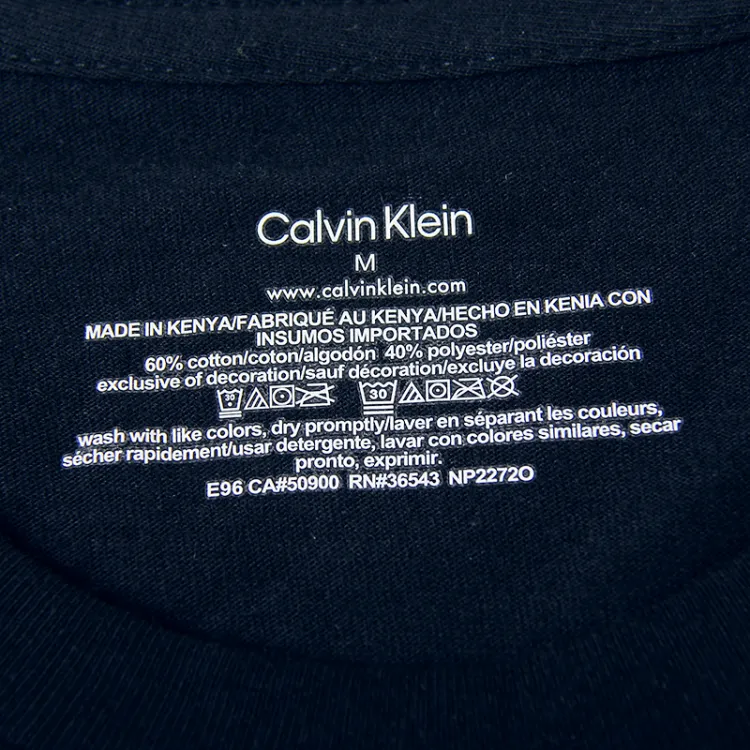 Calvin Klein
M
www.calvinklein.com
MADE IN KENYA/FABRIQUÉ AU KENYA/HECHO EN KENIA CON
INSUMOS IMPORTADOS
60% cotton/coton/algodón 40% polyester/poliéster
exclusive of decoration/sauf décoration/excluye la decoración
30 30
wash with like colors, dry promptly/laver en séparant les couleurs,
sécher rapidement/usar detergente, lavar con colores similares, secar
pronto, exprimir.
E96 CA#50900 RN#36543 NP2272O